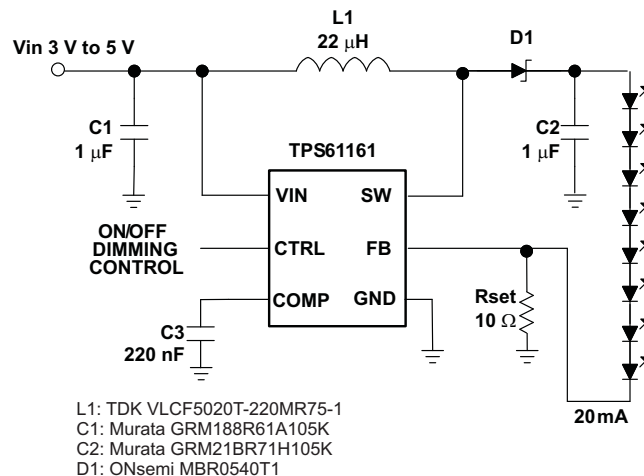 L1
22 μH
Vin 3 V to 5 V
D1
C1
1 μF
C2
1 μF
TPS61161
VIN
SW
ON/OFF
DIMMING
CONTROL
CTRL
FB
COMP
GND
Rset
10 Ω
C3
220 nF
20mA
L1: TDK VLCF5020T-220MR75-1
C1: Murata GRM188R61A105K
C2: Murata GRM21BR71H105K
D1: ONsemi MBR0540T1